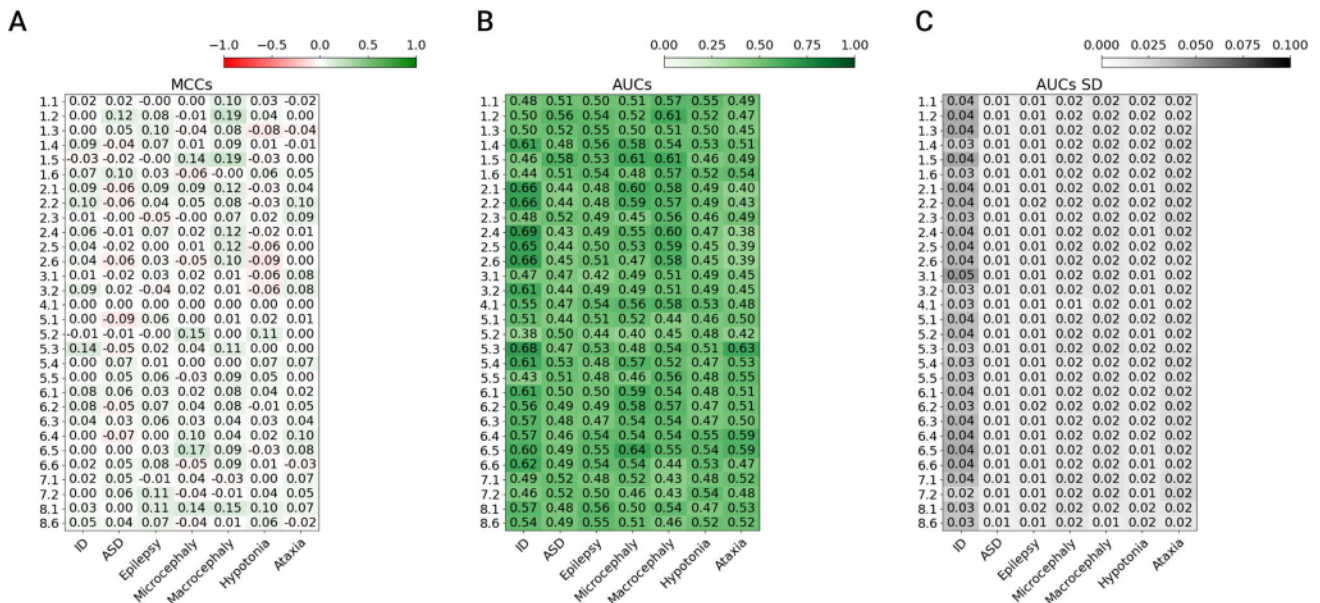 A
B
C
−1.0 −0.5 0.0 0.5 1.0
0.00 0.25 0.50 0.75 1.00
0.000 0.025 0.050 0.075 0.100
MCCs
AUCs
AUCs SD
1.1 0.02 0.02 -0.00 0.00 0.10 0.03 -0.02
1.2 0.00 0.12 0.08 -0.01 0.19 0.04 0.00
1.3 0.00 0.05 0.10 -0.04 0.08 -0.08 -0.04
1.4 0.09 -0.04 0.07 0.01 0.09 0.01 -0.01
1.5 -0.03 -0.02 -0.00 0.14 0.19 -0.03 0.00
1.6 0.07 0.10 0.03 -0.06 -0.00 0.06 0.05
2.1 0.09 -0.06 0.09 0.09 0.12 -0.03 0.04
2.2 0.10 -0.06 0.04 0.05 0.08 -0.03 0.10
2.3 0.01 -0.00 -0.05 -0.00 0.07 0.02 0.09
2.4 0.06 -0.01 0.07 0.02 0.12 -0.02 0.01
2.5 0.04 -0.02 0.00 0.01 0.12 -0.06 0.00
2.6 0.04 -0.06 0.03 -0.05 0.10 -0.09 0.00
3.1 0.01 -0.02 0.03 0.02 0.01 -0.06 0.08
3.2 0.09 0.02 -0.04 0.02 0.01 -0.06 0.08
4.1 0.00 0.00 0.00 0.00 0.00 0.00 0.00
5.1 0.00 -0.09 0.06 0.00 0.01 0.02 0.01
5.2 -0.01 -0.01 -0.00 0.15 0.00 0.11 0.00
5.3 0.14 -0.05 0.02 0.04 0.11 0.00 0.00
5.4 0.00 0.07 0.01 0.00 0.00 0.07 0.07
5.5 0.00 0.05 0.06 -0.03 0.09 0.05 0.00
6.1 0.08 0.06 0.03 0.02 0.08 0.04 0.02
6.2 0.08 -0.05 0.07 0.04 0.08 -0.01 0.05
6.3 0.04 0.03 0.06 0.03 0.04 0.03 0.04
6.4 0.00 -0.07 0.00 0.10 0.04 0.02 0.10
6.5 0.00 0.00 0.03 0.17 0.09 -0.03 0.08
6.6 0.02 0.05 0.08 -0.05 0.09 0.01 -0.03
7.1 0.02 0.05 -0.01 0.04 -0.03 0.00 0.07
7.2 0.00 0.06 0.11 -0.04 -0.01 0.04 0.05
8.1 0.03 0.00 0.11 0.14 0.15 0.10 0.07
8.6 0.05 0.04 0.07 -0.04 0.01 0.06 -0.02
ID ASD Epilepsy Microcephaly Macrocephaly Hypotonia Ataxia
1.1 0.48 0.51 0.50 0.51 0.57 0.55 0.49
1.2 0.50 0.56 0.54 0.52 0.61 0.52 0.47
1.3 0.50 0.52 0.55 0.50 0.51 0.50 0.45
1.4 0.61 0.48 0.56 0.58 0.54 0.53 0.51
1.5 0.46 0.58 0.53 0.61 0.61 0.46 0.49
1.6 0.44 0.51 0.54 0.48 0.57 0.52 0.54
2.1 0.66 0.44 0.48 0.60 0.58 0.49 0.40
2.2 0.66 0.44 0.48 0.59 0.57 0.49 0.43
2.3 0.48 0.52 0.49 0.45 0.56 0.46 0.49
2.4 0.69 0.43 0.49 0.55 0.60 0.47 0.38
2.5 0.65 0.44 0.50 0.53 0.59 0.45 0.39
2.6 0.66 0.45 0.51 0.47 0.58 0.45 0.39
3.1 0.47 0.47 0.42 0.49 0.51 0.49 0.45
3.2 0.61 0.44 0.49 0.49 0.51 0.49 0.45
4.1 0.55 0.47 0.54 0.56 0.58 0.53 0.48
5.1 0.51 0.44 0.51 0.52 0.44 0.46 0.50
5.2 0.38 0.50 0.44 0.40 0.45 0.48 0.42
5.3 0.68 0.47 0.53 0.48 0.54 0.51 0.63
5.4 0.61 0.53 0.48 0.57 0.52 0.47 0.53
5.5 0.43 0.51 0.48 0.46 0.56 0.48 0.55
6.1 0.61 0.50 0.50 0.59 0.54 0.48 0.51
6.2 0.56 0.49 0.49 0.58 0.57 0.47 0.51
6.3 0.57 0.48 0.47 0.54 0.54 0.47 0.50
6.4 0.57 0.46 0.54 0.54 0.54 0.55 0.59
6.5 0.60 0.49 0.55 0.64 0.55 0.54 0.59
6.6 0.62 0.49 0.54 0.54 0.44 0.53 0.47
7.1 0.49 0.52 0.48 0.52 0.43 0.48 0.52
7.2 0.46 0.52 0.50 0.46 0.43 0.54 0.48
8.1 0.57 0.48 0.56 0.51 0.54 0.47 0.53
8.6 0.54 0.49 0.55 0.51 0.46 0.52 0.52
ID ASD Epilepsy Microcephaly Macrocephaly Hypotonia Ataxia
1.1 0.04 0.01 0.01 0.02 0.02 0.02 0.02
1.2 0.04 0.01 0.01 0.02 0.02 0.02 0.02
1.3 0.04 0.01 0.01 0.02 0.02 0.02 0.02
1.4 0.03 0.01 0.01 0.02 0.02 0.01 0.02
1.5 0.04 0.01 0.01 0.02 0.02 0.01 0.02
1.6 0.03 0.01 0.01 0.02 0.02 0.01 0.02
2.1 0.04 0.01 0.01 0.02 0.02 0.01 0.02
2.2 0.04 0.01 0.02 0.02 0.02 0.01 0.02
2.3 0.03 0.01 0.01 0.02 0.02 0.01 0.02
2.4 0.04 0.01 0.01 0.02 0.02 0.01 0.02
2.5 0.04 0.01 0.01 0.02 0.02 0.01 0.02
2.6 0.04 0.01 0.01 0.02 0.02 0.01 0.02
3.1 0.05 0.01 0.01 0.02 0.02 0.01 0.02
3.2 0.03 0.01 0.01 0.02 0.02 0.01 0.02
4.1 0.03 0.01 0.01 0.01 0.02 0.01 0.02
5.1 0.04 0.01 0.01 0.02 0.02 0.01 0.02
5.2 0.04 0.01 0.01 0.02 0.02 0.01 0.02
5.3 0.03 0.01 0.01 0.02 0.02 0.01 0.02
5.4 0.03 0.01 0.01 0.02 0.02 0.01 0.02
5.5 0.03 0.01 0.01 0.02 0.02 0.01 0.02
6.1 0.04 0.01 0.01 0.02 0.02 0.01 0.02
6.2 0.03 0.01 0.02 0.02 0.02 0.01 0.02
6.3 0.04 0.01 0.01 0.02 0.02 0.01 0.02
6.4 0.04 0.01 0.01 0.02 0.02 0.01 0.02
6.5 0.04 0.01 0.01 0.02 0.02 0.01 0.02
6.6 0.04 0.01 0.01 0.02 0.02 0.01 0.02
7.1 0.04 0.01 0.01 0.02 0.02 0.01 0.02
7.2 0.02 0.01 0.01 0.02 0.02 0.01 0.02
8.1 0.03 0.01 0.02 0.02 0.02 0.02 0.02
8.6 0.03 0.01 0.01 0.02 0.01 0.02 0.02
ID ASD Epilepsy Microcephaly Macrocephaly Hypotonia Ataxia